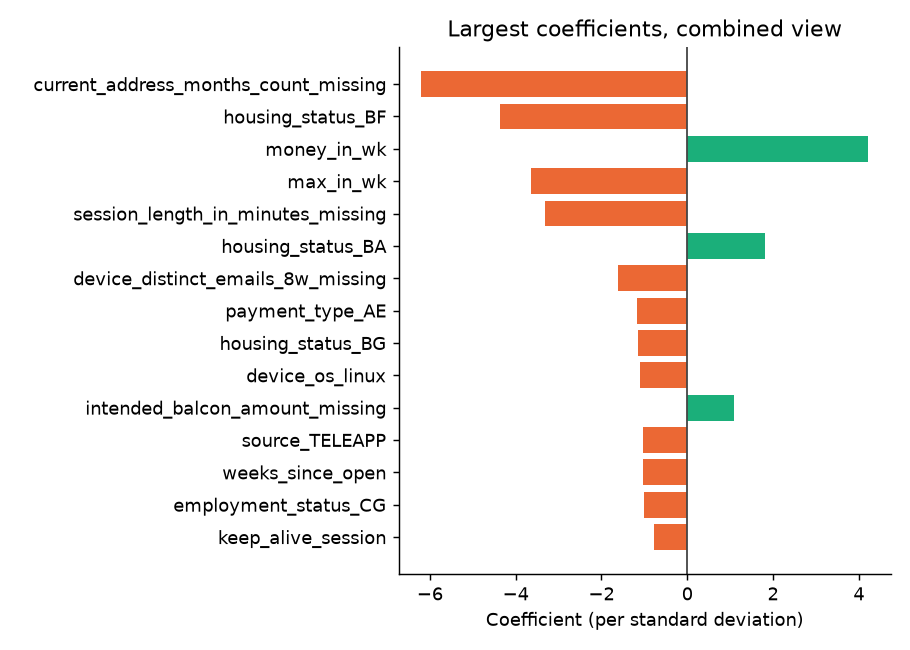 Largest coefficients, combined view
current_address_months_count_missing
housing_status_BF
money_in_wk
max_in_wk
session_length_in_minutes_missing
housing_status_BA
device_distinct_emails_8w_missing
payment_type_AE
housing_status_BG
device_os_linux
intended_balcon_amount_missing
source_TELEAPP
weeks_since_open
employment_status_CG
keep_alive_session
−6 −4 −2 0 2 4
Coefficient (per standard deviation)